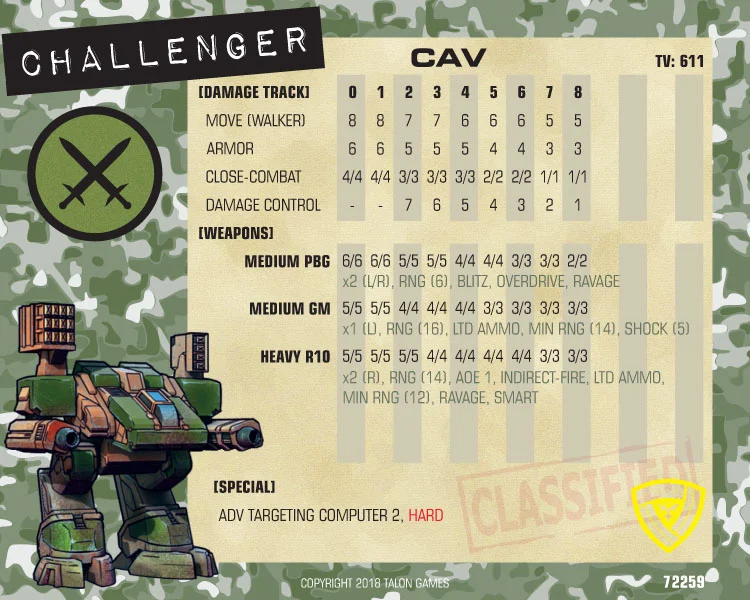 CHALLENGER
CAV
TV: 611
[DAMAGE TRACK] 0 1 2 3 4 5 6 7 8
MOVE (WALKER) 8 8 7 7 6 6 6 5 5
ARMOR 6 6 5 5 5 4 4 3 3
CLOSE-COMBAT 4/4 4/4 3/3 3/3 3/3 2/2 2/2 1/1 1/1
DAMAGE CONTROL - - 7 6 5 4 3 2 1
[WEAPONS]
MEDIUM PBG 6/6 6/6 5/5 5/5 4/4 4/4 3/3 3/3 2/2
x2 (L/R), RNG (6), BLITZ, OVERDRIVE, RAVAGE
MEDIUM GM 5/5 5/5 4/4 4/4 4/4 3/3 3/3 3/3 3/3
x1 (L), RNG (16), LTD AMMO, MIN RNG (14), SHOCK (5)
HEAVY R10 5/5 5/5 5/5 4/4 4/4 4/4 4/4 3/3 3/3
x2 (R), RNG (14), AOE 1, INDIRECT-FIRE, LTD AMMO,
MIN RNG (12), RAVAGE, SMART
[SPECIAL]
ADV TARGETING COMPUTER 2, HARD
CLASSIFIED
COPYRIGHT 2018 TALON GAMES
72259